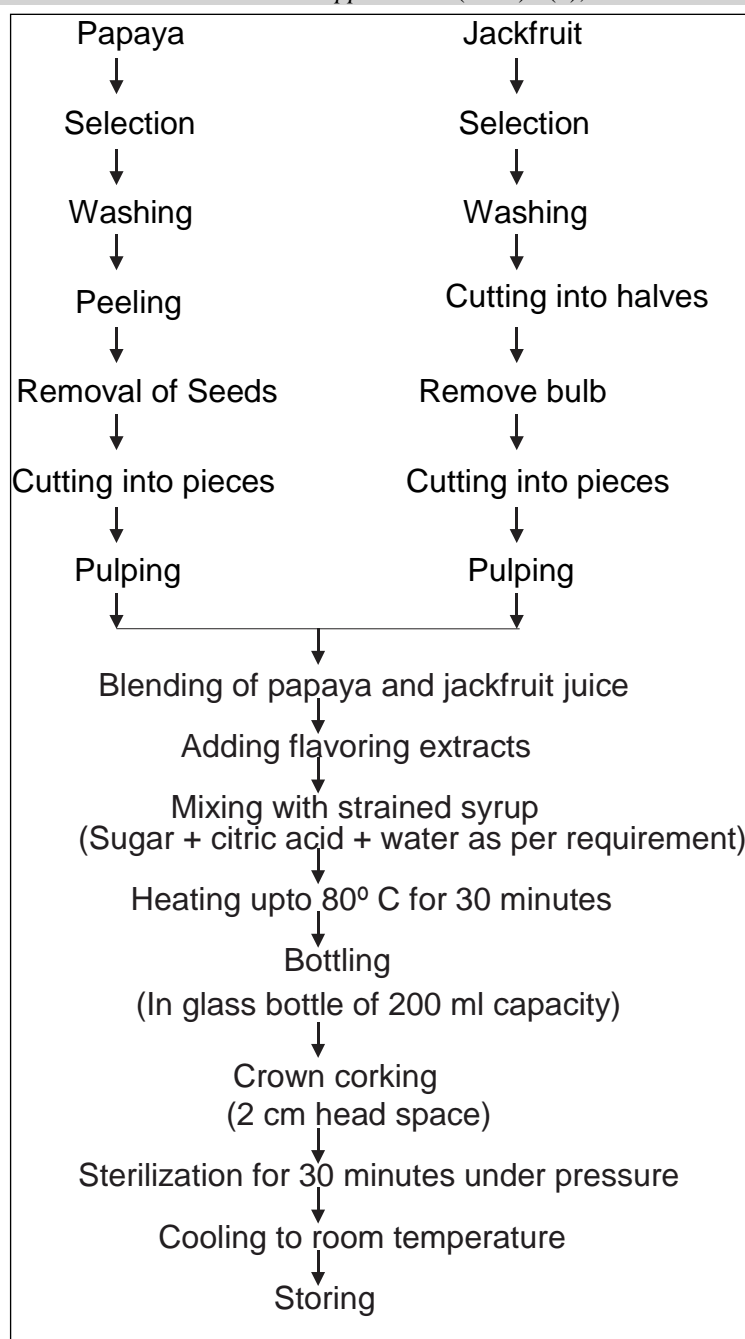 Papaya
Selection
Washing
Peeling
Removal of Seeds
Cutting into pieces
Pulping
Jackfruit
Selection
Washing
Cutting into halves
Remove bulb
Cutting into pieces
Pulping
Blending of papaya and jackfruit juice
Adding flavoring extracts
Mixing with strained syrup
(Sugar + citric acid + water as per requirement)
Heating upto 80º C for 30 minutes
Bottling
(In glass bottle of 200 ml capacity)
Crown corking
(2 cm head space)
Sterilization for 30 minutes under pressure
Cooling to room temperature
Storing